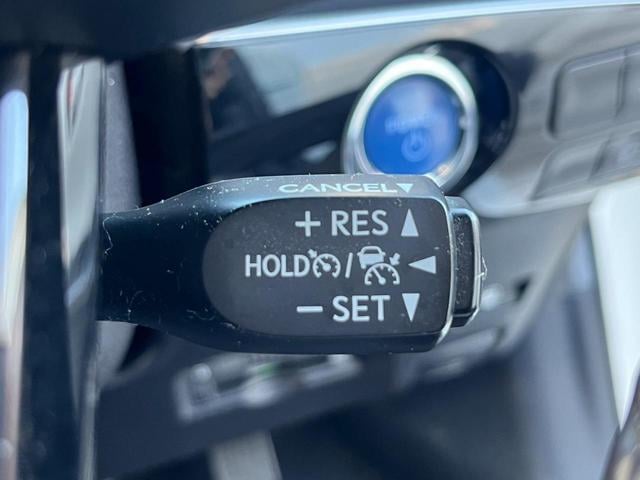 CANCEL▼
+ RES ▲
HOLD / ◀
− SET ▼